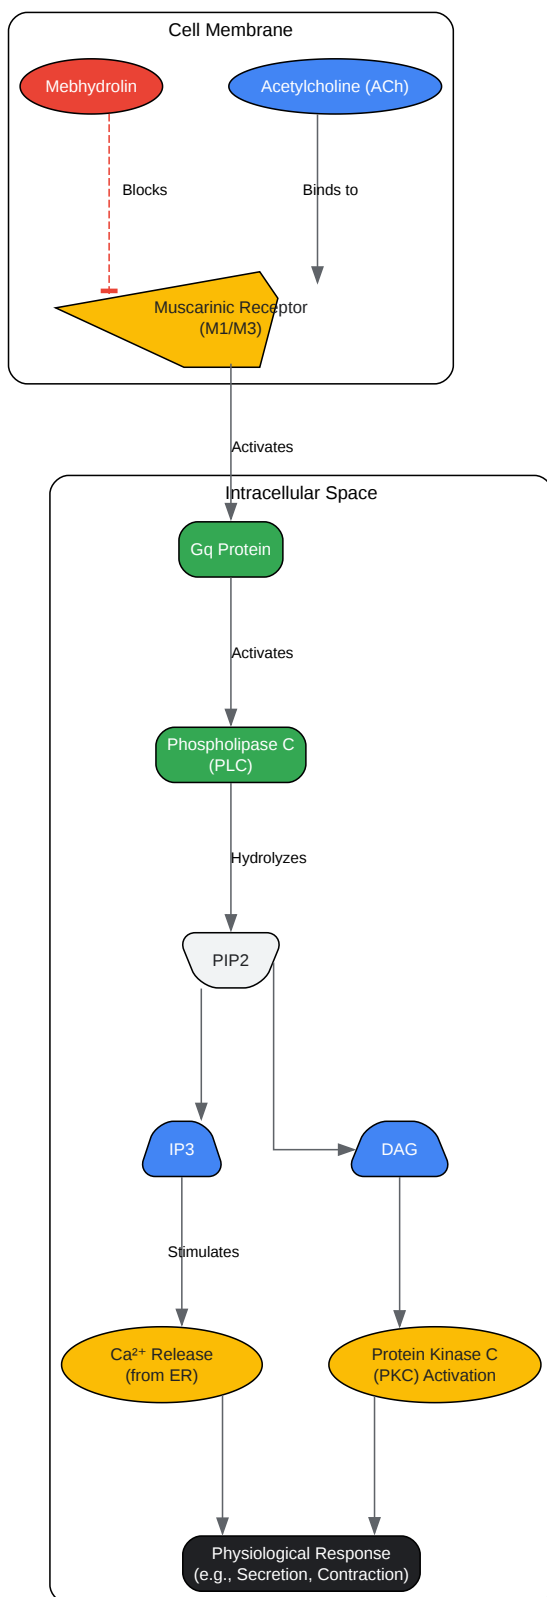 Cell Membrane
Mebhydrolin
Acetylcholine (ACh)
Blocks
Binds to
Muscarinic Receptor
(M1/M3)
Activates
Intracellular Space
Gq Protein
Activates
Phospholipase C
(PLC)
Hydrolyzes
PIP2
IP3
DAG
Stimulates
Ca²⁺ Release
(from ER)
Protein Kinase C
(PKC) Activation
Physiological Response
(e.g., Secretion, Contraction)